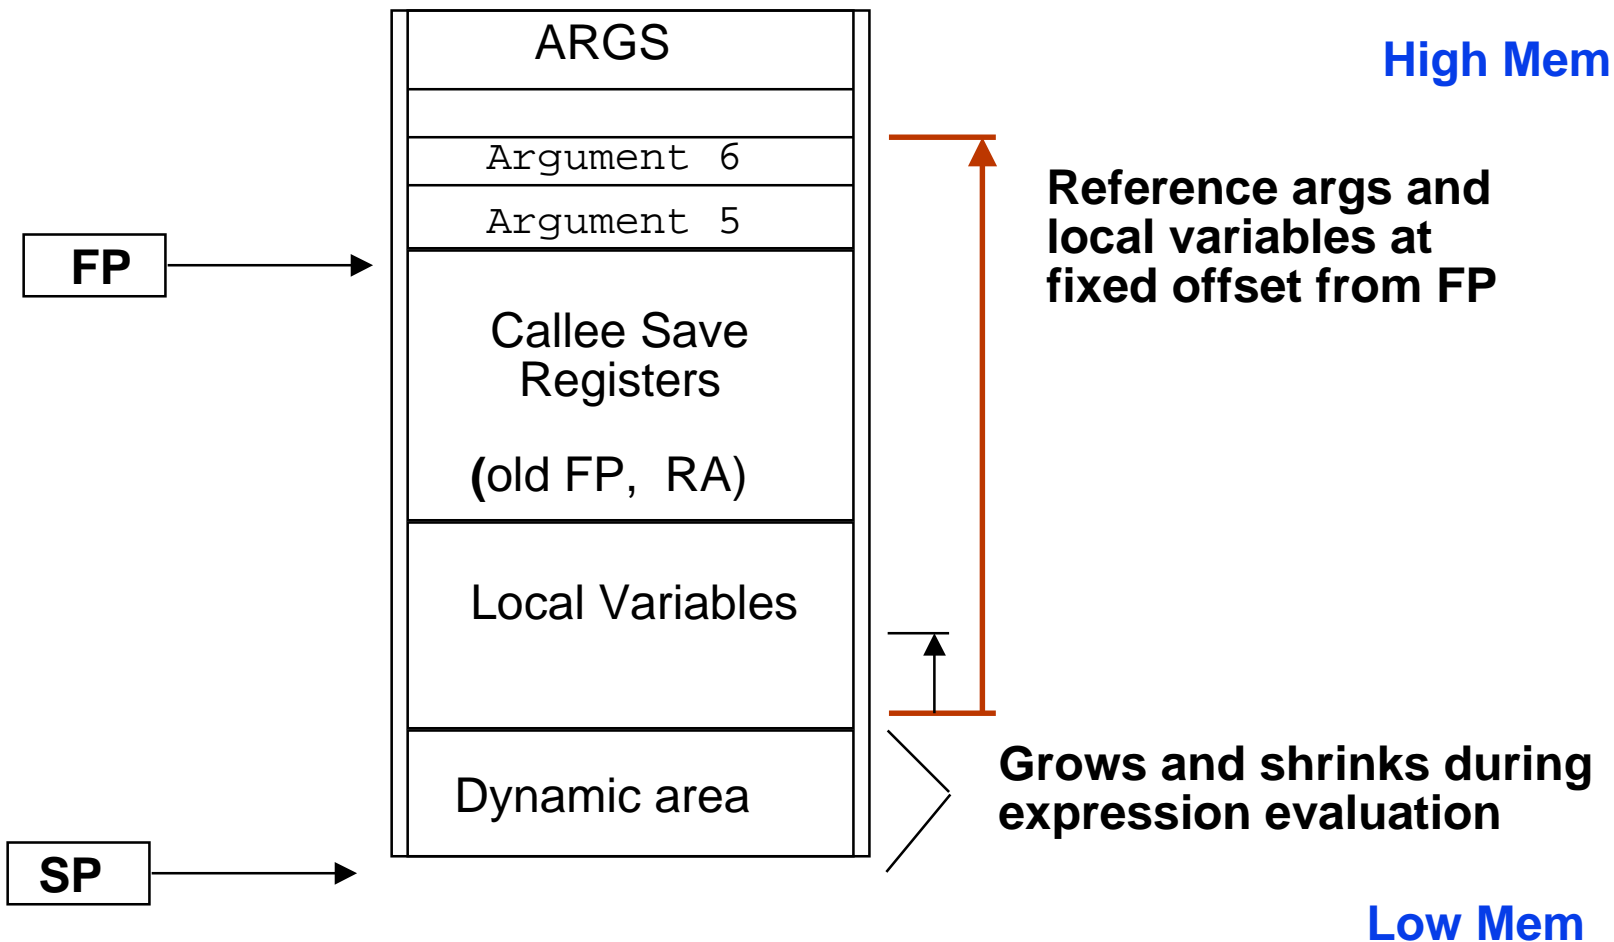 ARGS
High Mem
Argument 6
Argument 5
FP
Reference args and
local variables at
fixed offset from FP
Callee Save
Registers
(old FP, RA)
Local Variables
Dynamic area
Grows and shrinks during
expression evaluation
SP
Low Mem